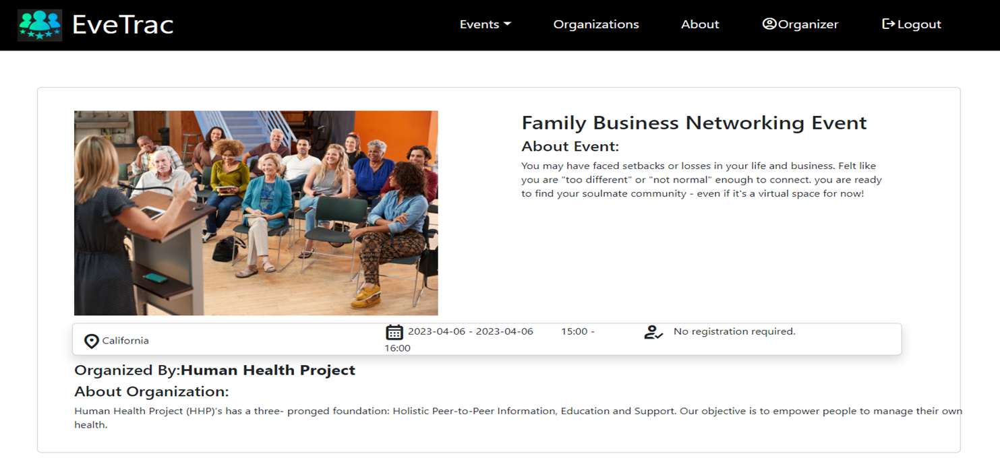 EveTrac
Events
Organizations
About
Organizer
Logout
Family Business Networking Event
About Event:
You may have faced setbacks or losses in your life and business. Felt like
you are "too different" or "not normal" enough to connect. you are ready
to find your soulmate community - even if it's a virtual space for now!
California
2023-04-06 - 2023-04-06 15:00 -
16:00
No registration required.
Organized By:Human Health Project
About Organization:
Human Health Project (HHP)’s has a three- pronged foundation: Holistic Peer-to-Peer Information, Education and Support. Our objective is to empower people to manage their own
health.